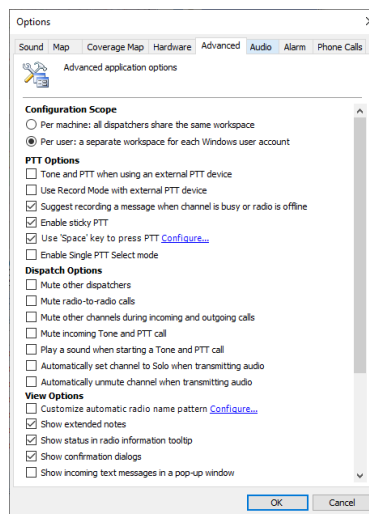 Options
Sound Map Coverage Map Hardware Advanced Audio Alarm Phone Calls
Advanced application options
Configuration Scope
Per machine: all dispatchers share the same workspace
Per user: a separate workspace for each Windows user account
PTT Options
Tone and PTT when using an external PTT device
Use Record Mode with external PTT device
Suggest recording a message when channel is busy or radio is offline
Enable sticky PTT
Use 'Space' key to press PTT Configure...
Enable Single PTT Select mode
Dispatch Options
Mute other dispatchers
Mute radio-to-radio calls
Mute other channels during incoming and outgoing calls
Mute incoming Tone and PTT call
Play a sound when starting a Tone and PTT call
Automatically set channel to Solo when transmitting audio
Automatically unmute channel when transmitting audio
View Options
Customize automatic radio name pattern Configure...
Show extended notes
Show status in radio information tooltip
Show confirmation dialogs
Show incoming text messages in a pop-up window
OK Cancel